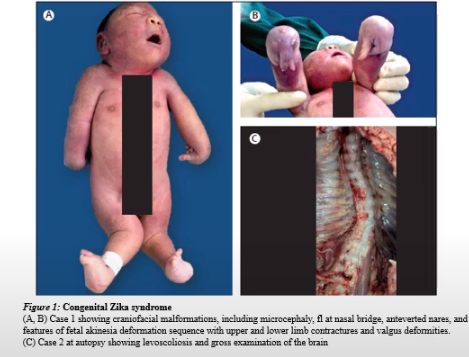 A
B
C
Figure 1: Congenital Zika syndrome
(A, B) Case 1 showing craniofacial malformations, including microcephaly, fl at nasal bridge, anteverted nares, and
features of fetal akinesia deformation sequence with upper and lower limb contractures and valgus deformities.
(C) Case 2 at autopsy showing levoscoliosis and gross examination of the brain